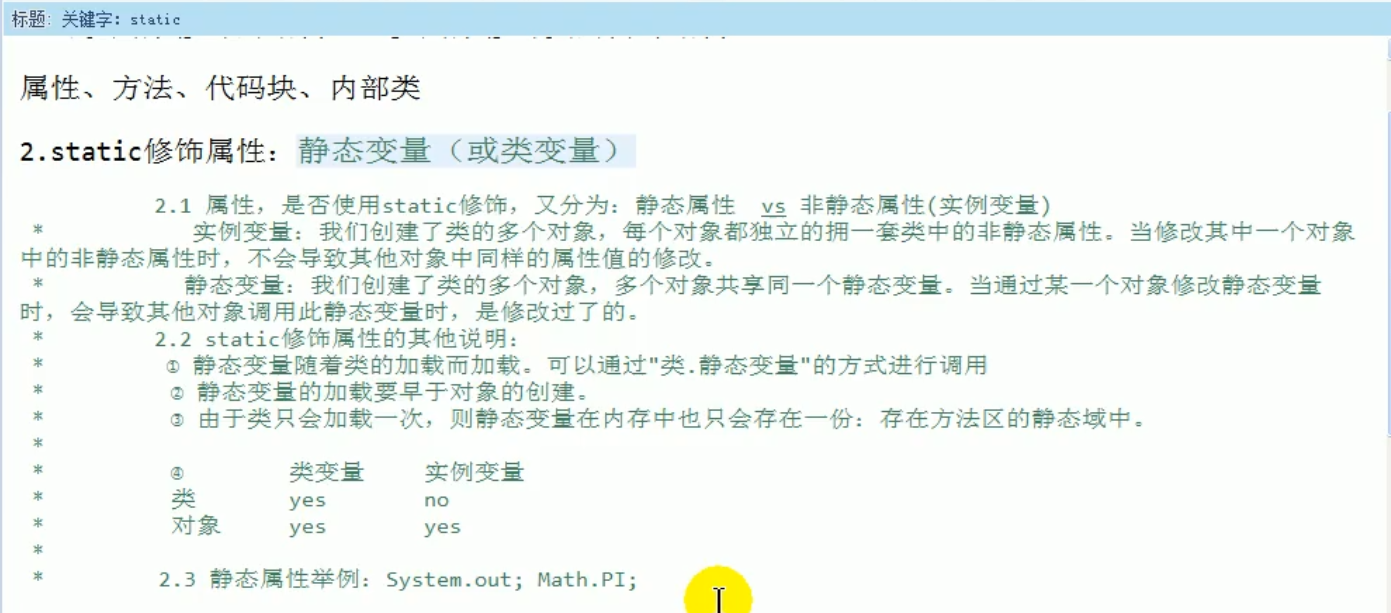 标题: 关键字: static
属性、方法、代码块、内部类
2.static修饰属性：静态变量（或类变量）
2.1 属性，是否使用static修饰，又分为：静态属性 vs 非静态属性(实例变量)
* 实例变量：我们创建了类的多个对象，每个对象都独立的拥一套类中的非静态属性。当修改其中一个对象
中的非静态属性时，不会导致其他对象中同样的属性值的修改。
* 静态变量：我们创建了类的多个对象，多个对象共享同一个静态变量。当通过某一个对象修改静态变量
时，会导致其他对象调用此静态变量时，是修改过了的。
* 2.2 static修饰属性的其他说明：
* ① 静态变量随着类的加载而加载。可以通过"类.静态变量"的方式进行调用
* ② 静态变量的加载要早于对象的创建。
* ③ 由于类只会加载一次，则静态变量在内存中也只会存在一份：存在方法区的静态域中。
*
* ④ 类变量 实例变量
* 类 yes no
* 对象 yes yes
*
* 2.3 静态属性举例：System.out; Math.PI;